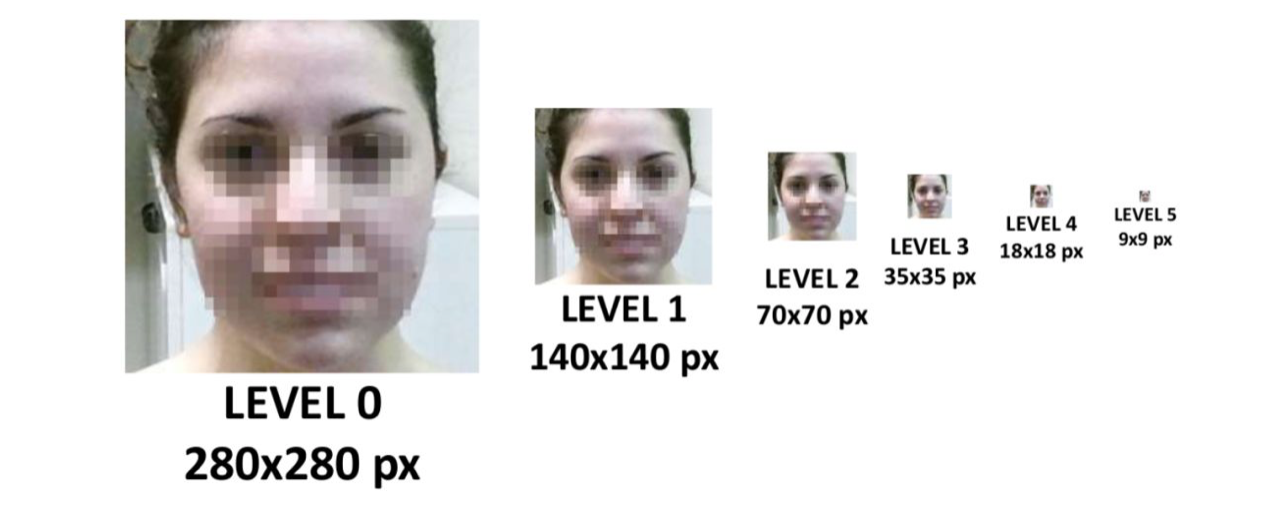 LEVEL 0
280x280 px
LEVEL 1
140x140 px
LEVEL 2
70x70 px
LEVEL 3
35x35 px
LEVEL 4
18x18 px
LEVEL 5
9x9 px